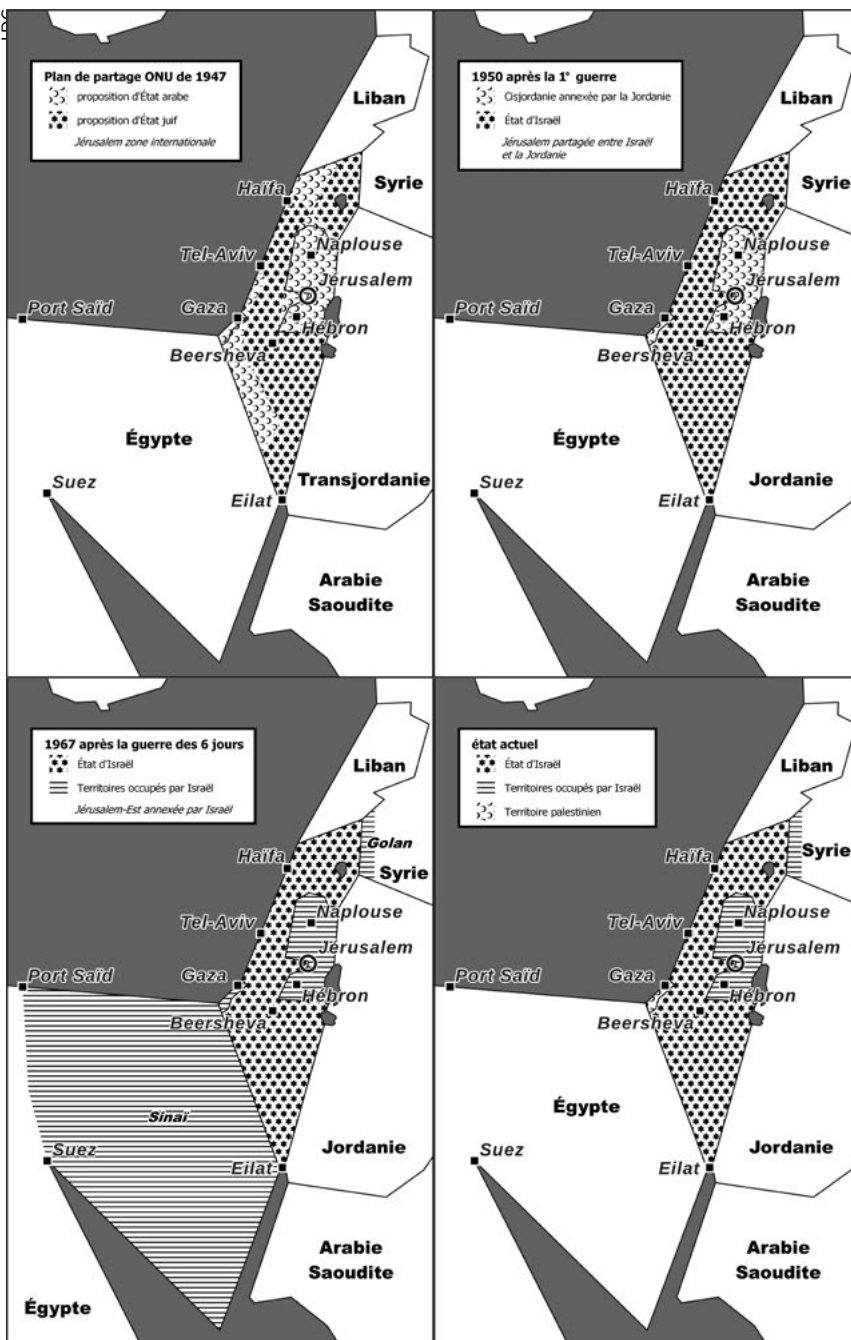 Plan de partage ONU de 1947
proposition d'État arabe
proposition d'État juif
Jérusalem zone internationale
Liban
Syrie
Haïfa
Naplouse
Tel-Aviv
Jérusalem
Port Saïd
Gaza
Hébron
Beersheva
Égypte
Suez
Transjordanie
Eilat
Arabie
Saoudite
1950 après la 1° guerre
Cisjordanie annexée par la Jordanie
État d'Israël
Jérusalem partagée entre Israël
et la Jordanie
Liban
Syrie
Haïfa
Naplouse
Tel-Aviv
Jérusalem
Port Saïd
Gaza
Hébron
Beersheva
Égypte
Suez
Jordanie
Eilat
Arabie
Saoudite
1967 après la guerre des 6 jours
État d'Israël
Territoires occupés par Israël
Jérusalem-Est annexée par Israël
Liban
Golan
Haïfa
Syrie
Naplouse
Tel-Aviv
Jérusalem
Port Saïd
Gaza
Hébron
Beersheva
Sinaï
Suez
Jordanie
Eilat
Arabie
Saoudite
Égypte
état actuel
État d'Israël
Territoires occupés par Israël
Territoire palestinien
Liban
Syrie
Haïfa
Naplouse
Tel-Aviv
Jérusalem
Port Saïd
Gaza
Hébron
Beersheva
Égypte
Suez
Jordanie
Eilat
Arabie
Saoudite